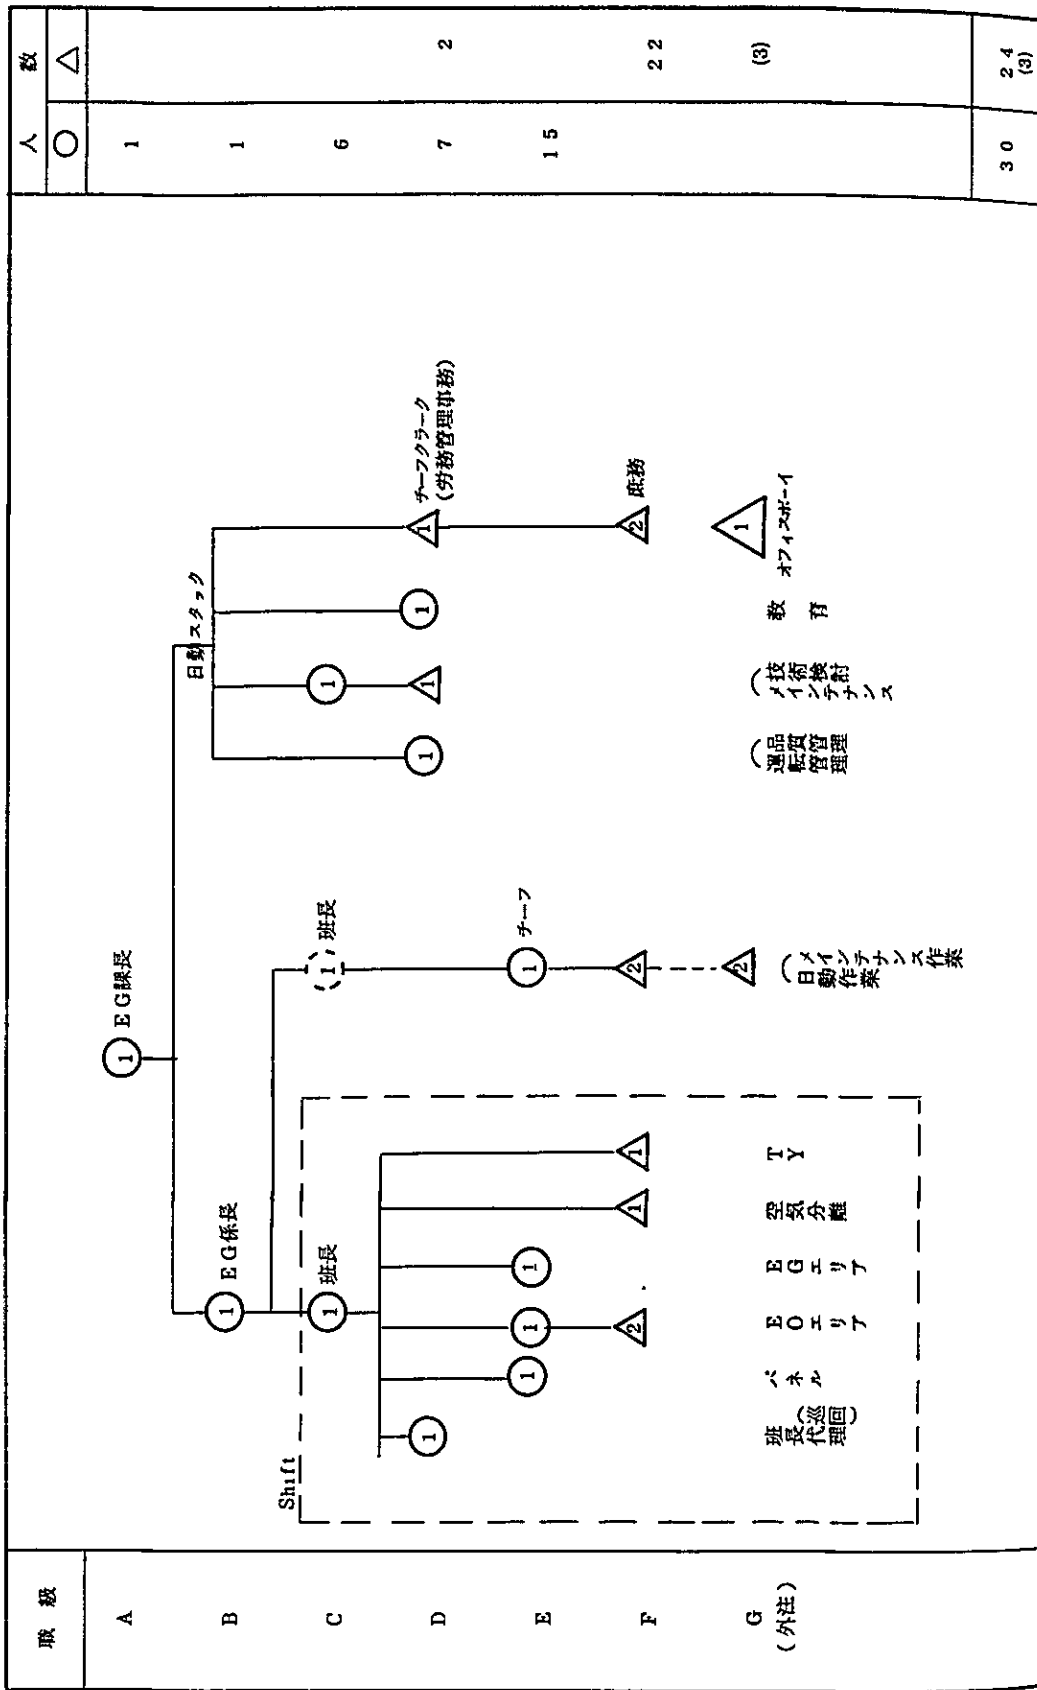 職級
人数
○
△
A
1
B
1
C
6
D
7
2
E
15
F
22
G
(外注)
(3)
30
24
(3)
1
EG課長
1
EG係長
日勤スタック
Shift
1
班長
1
班長
1
1
1
1
チーフクラーク
(労務管理事務)
1
1
1
1
1
1
チーフ
2
1
1
2
2
庶務
2
1
オフィスボーイ
班長代理
(巡回)
パネル
EOエリア
EGエリア
空気分離
TY
メインテナンス作業
日勤作業
品質管理
運転管理
技術検討
メインテナンス
教育